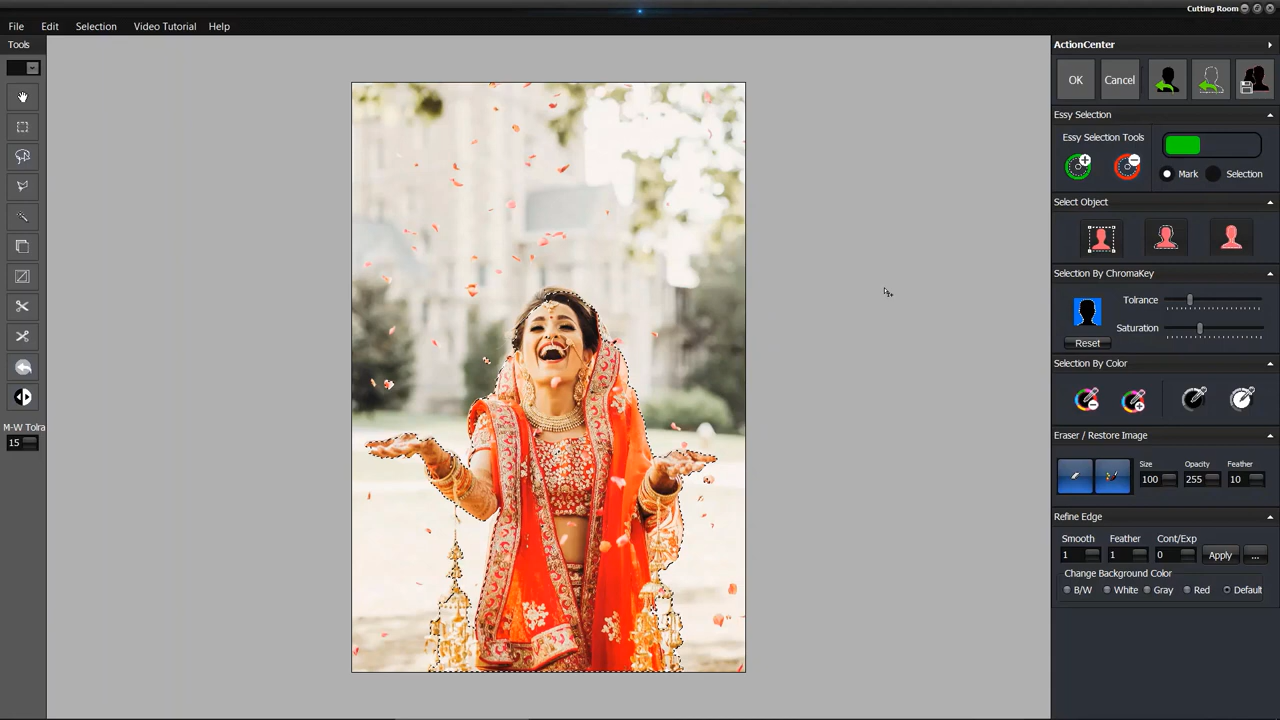 Cutting Room
File Edit Selection Video Tutorial Help
Tools
ActionCenter
OK Cancel
Essy Selection
Essy Selection Tools
Mark Selection
Select Object
Selection By ChromaKey
Tolrance
Saturation
Reset
Selection By Color
M-W Tolra
15
Eraser / Restore Image
Size Opacity Feather
100 255 10
Refine Edge
Smooth Feather Cont/Exp
1 1 0 Apply ...
Change Background Color
B/W White Gray Red Default